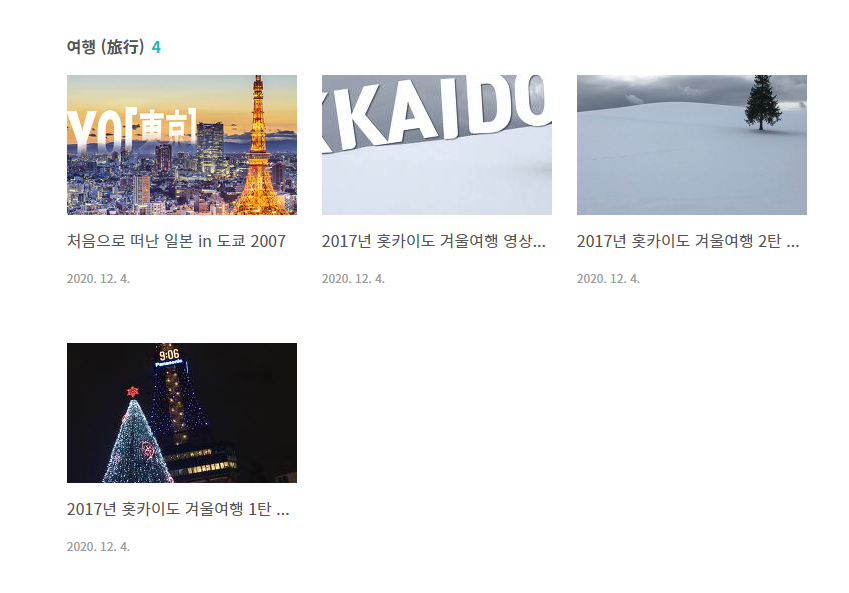 여행 (旅行) 4
YO[東京]
KKAIDO
처음으로 떠난 일본 in 도쿄 2007
2017년 홋카이도 겨울여행 영상...
2017년 홋카이도 겨울여행 2탄 ...
2020. 12. 4.
2020. 12. 4.
2020. 12. 4.
9:06
Panasonic
2017년 홋카이도 겨울여행 1탄 ...
2020. 12. 4.